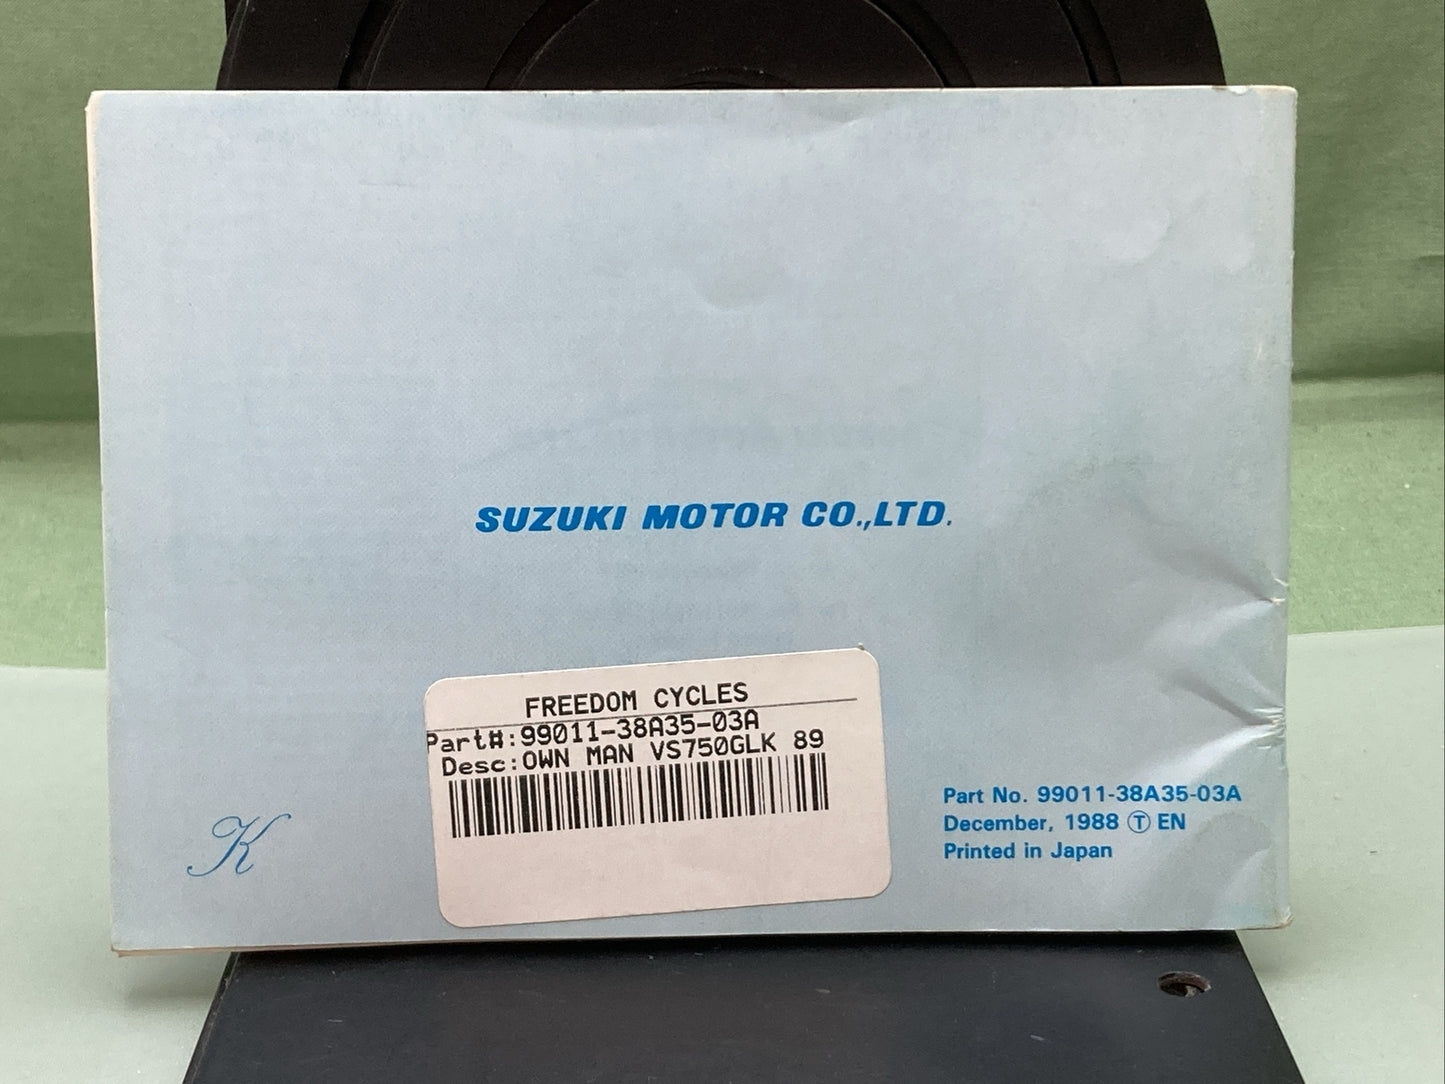 SUZUKI MOTOR CO.,LTD.
FREEDOM CYCLES
Part#:99011-38A35-03A
Desc:OWN MAN VS750GLK 89
K
Part No. 99011-38A35-03A
December, 1988 Ⓣ EN
Printed in Japan